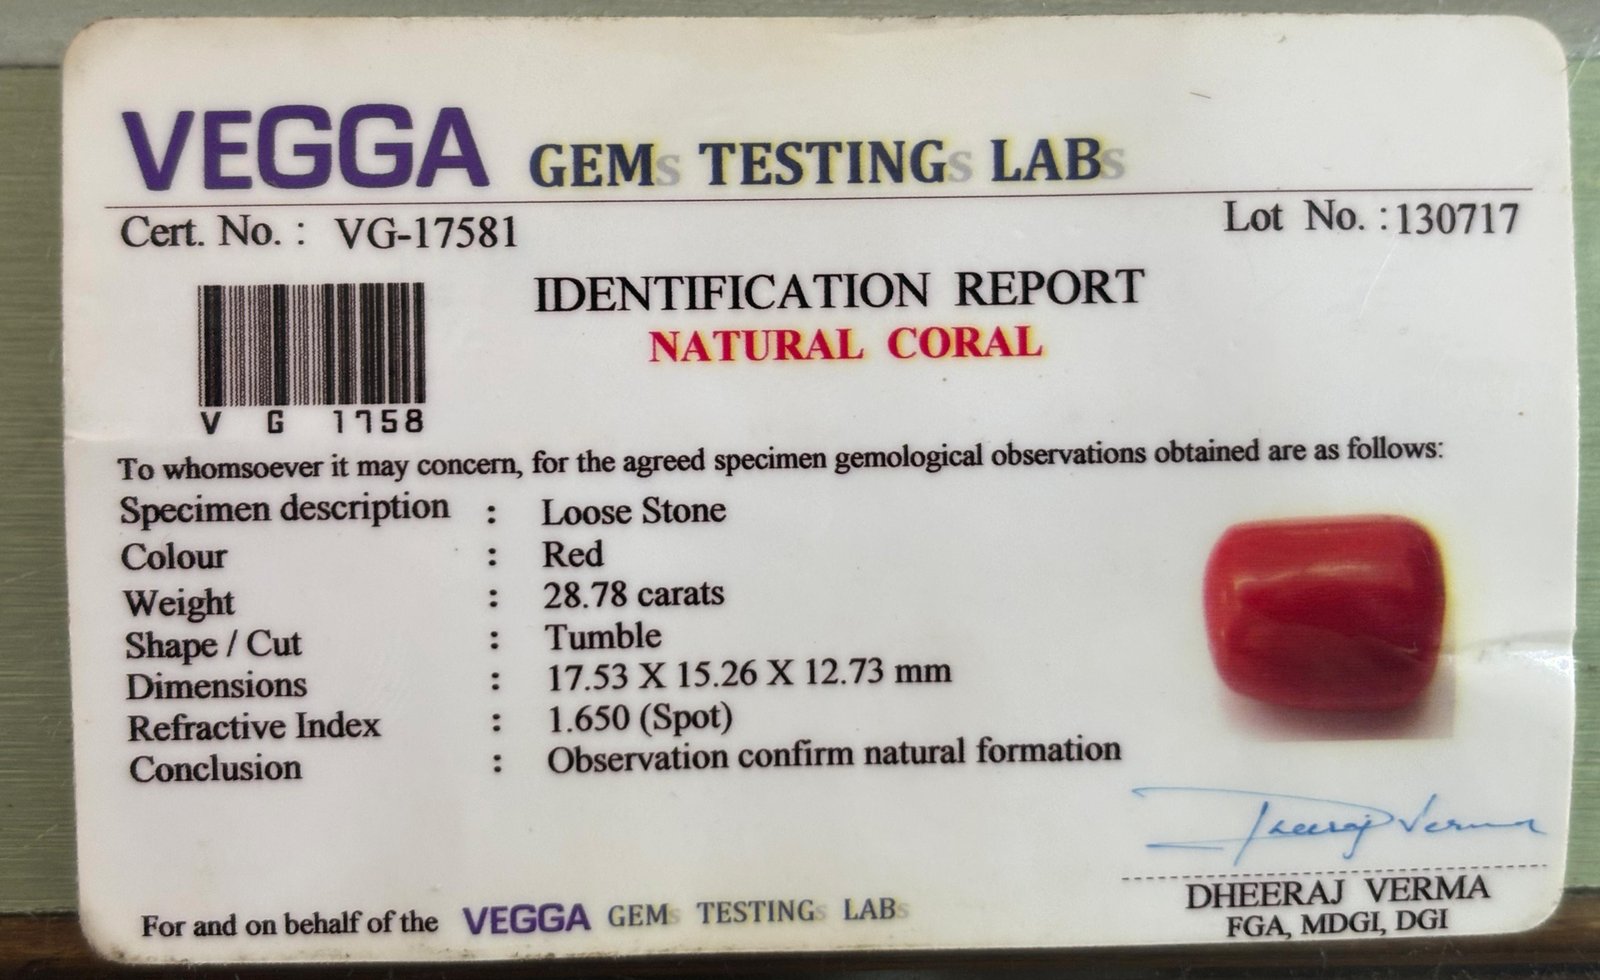 VEGGA GEMs TESTINGs LABs
Cert. No. : VG-17581
Lot No. : 130717
V G 1758
IDENTIFICATION REPORT
NATURAL CORAL
To whomsoever it may concern, for the agreed specimen gemological observations obtained are as follows:
Specimen description : Loose Stone
Colour : Red
Weight : 28.78 carats
Shape / Cut : Tumble
Dimensions : 17.53 X 15.26 X 12.73 mm
Refractive Index : 1.650 (Spot)
Conclusion : Observation confirm natural formation
Dheeraj Verma
DHEERAJ VERMA
FGA, MDGI, DGI
For and on behalf of the VEGGA GEMs TESTINGs LABs